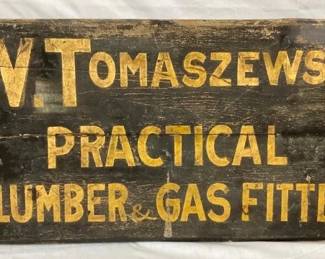 W. TOMASZEWS
PRACTICAL
LUMBER & GAS FITTE